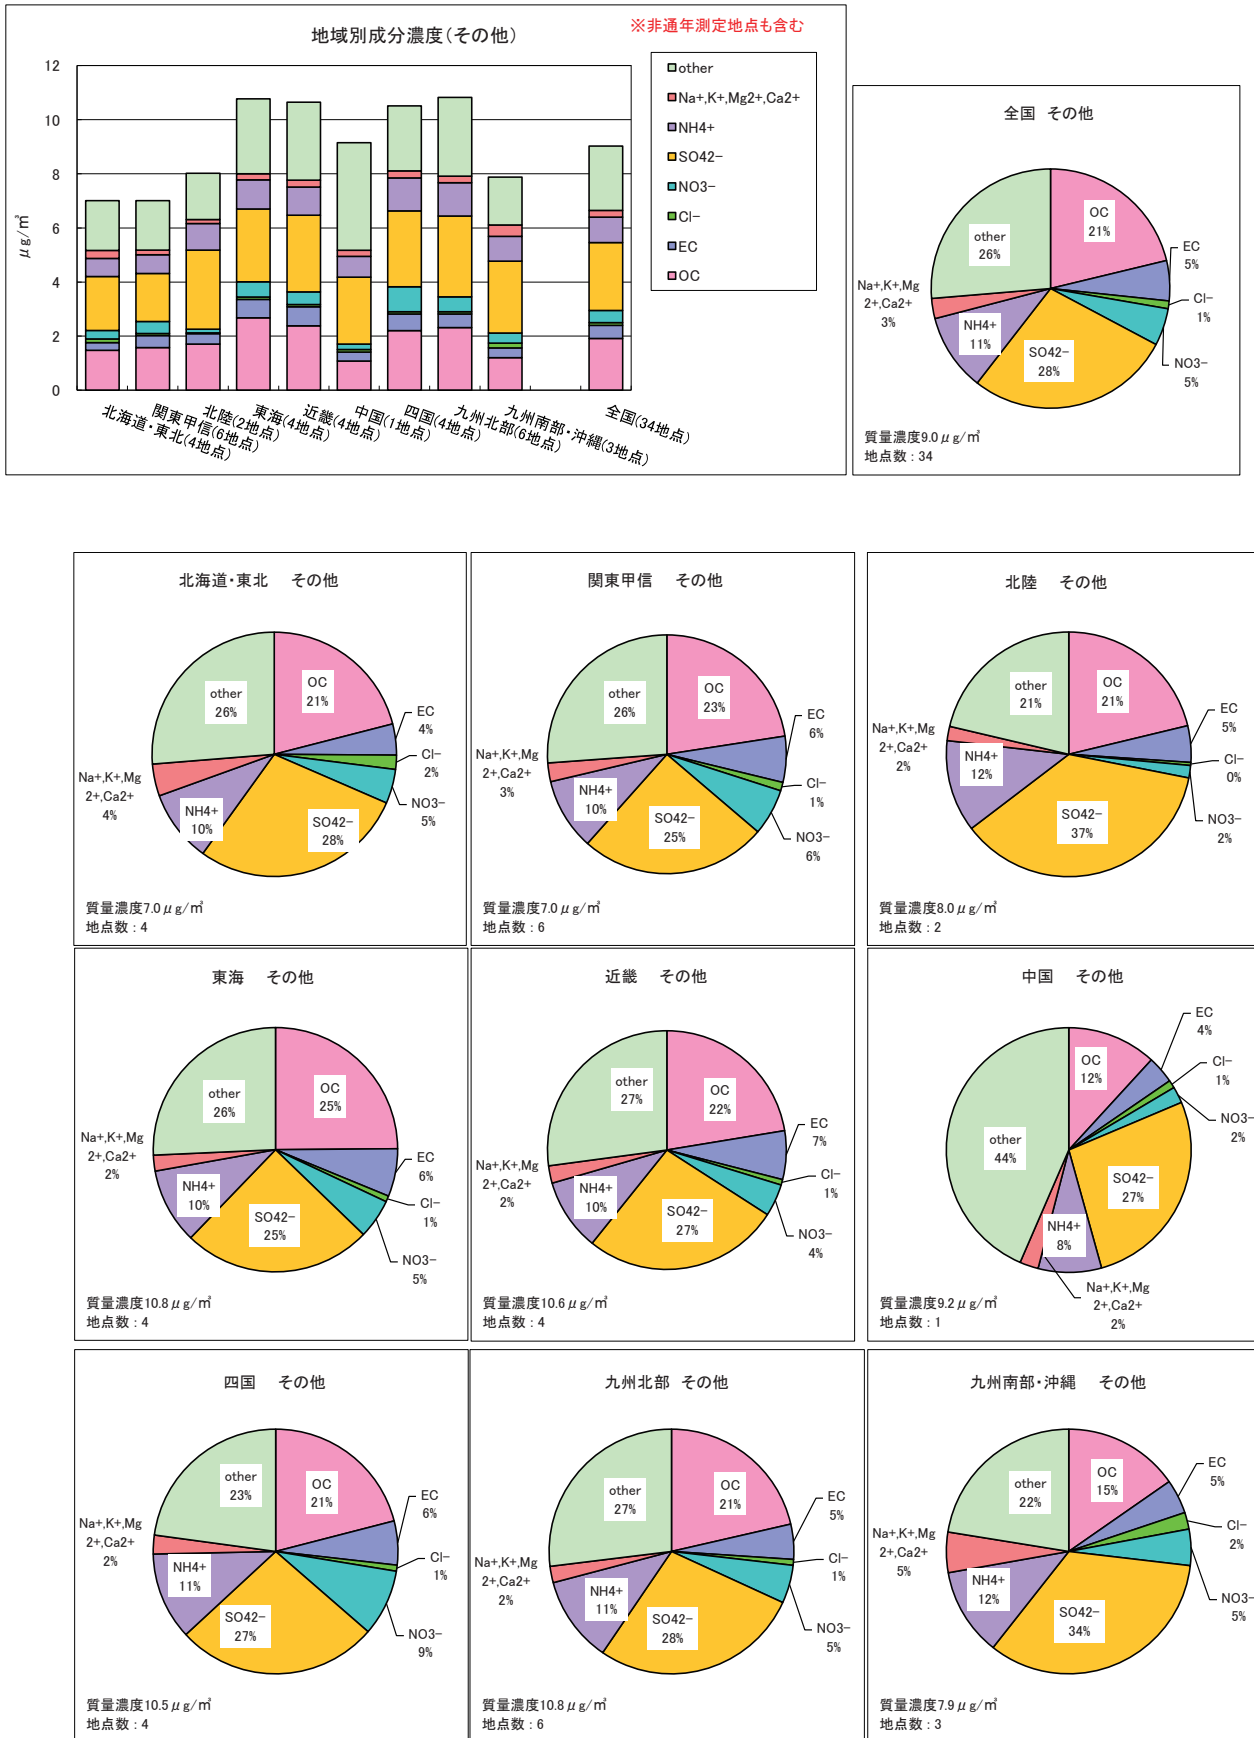 地域別成分濃度(その他)
※非通年測定地点も含む
μg/㎥
12
10
8
6
4
2
0
北海道・東北(4地点)
関東甲信(6地点)
北陸(2地点)
東海(4地点)
近畿(4地点)
中国(1地点)
四国(4地点)
九州北部(6地点)
九州南部・沖縄(3地点)
全国(34地点)
other
Na+,K+,Mg2+,Ca2+
NH4+
SO42-
NO3-
Cl-
EC
OC
全国 その他
OC
21%
EC
5%
Cl-
1%
NO3-
5%
SO42-
28%
NH4+
11%
Na+,K+,Mg
2+,Ca2+
3%
other
26%
質量濃度9.0μg/㎥
地点数:34
北海道・東北 その他
OC
21%
EC
4%
Cl-
2%
NO3-
5%
SO42-
28%
NH4+
10%
Na+,K+,Mg
2+,Ca2+
4%
other
26%
質量濃度7.0μg/㎥
地点数:4
関東甲信 その他
OC
23%
EC
6%
Cl-
1%
NO3-
6%
SO42-
25%
NH4+
10%
Na+,K+,Mg
2+,Ca2+
3%
other
26%
質量濃度7.0μg/㎥
地点数:6
北陸 その他
OC
21%
EC
5%
Cl-
0%
NO3-
2%
SO42-
37%
NH4+
12%
Na+,K+,Mg
2+,Ca2+
2%
other
21%
質量濃度8.0μg/㎥
地点数:2
東海 その他
OC
25%
EC
6%
Cl-
1%
NO3-
5%
SO42-
25%
NH4+
10%
Na+,K+,Mg
2+,Ca2+
2%
other
26%
質量濃度10.8μg/㎥
地点数:4
近畿 その他
OC
22%
EC
7%
Cl-
1%
NO3-
4%
SO42-
27%
NH4+
10%
Na+,K+,Mg
2+,Ca2+
2%
other
27%
質量濃度10.6μg/㎥
地点数:4
中国 その他
OC
12%
EC
4%
Cl-
1%
NO3-
2%
SO42-
27%
NH4+
8%
Na+,K+,Mg
2+,Ca2+
2%
other
44%
質量濃度9.2μg/㎥
地点数:1
四国 その他
OC
21%
EC
6%
Cl-
1%
NO3-
9%
SO42-
27%
NH4+
11%
Na+,K+,Mg
2+,Ca2+
2%
other
23%
質量濃度10.5μg/㎥
地点数:4
九州北部 その他
OC
21%
EC
5%
Cl-
1%
NO3-
5%
SO42-
28%
NH4+
11%
Na+,K+,Mg
2+,Ca2+
2%
other
27%
質量濃度10.8μg/㎥
地点数:6
九州南部・沖縄 その他
OC
15%
EC
5%
Cl-
2%
NO3-
5%
SO42-
34%
NH4+
12%
Na+,K+,Mg
2+,Ca2+
5%
other
22%
質量濃度7.9μg/㎥
地点数:3